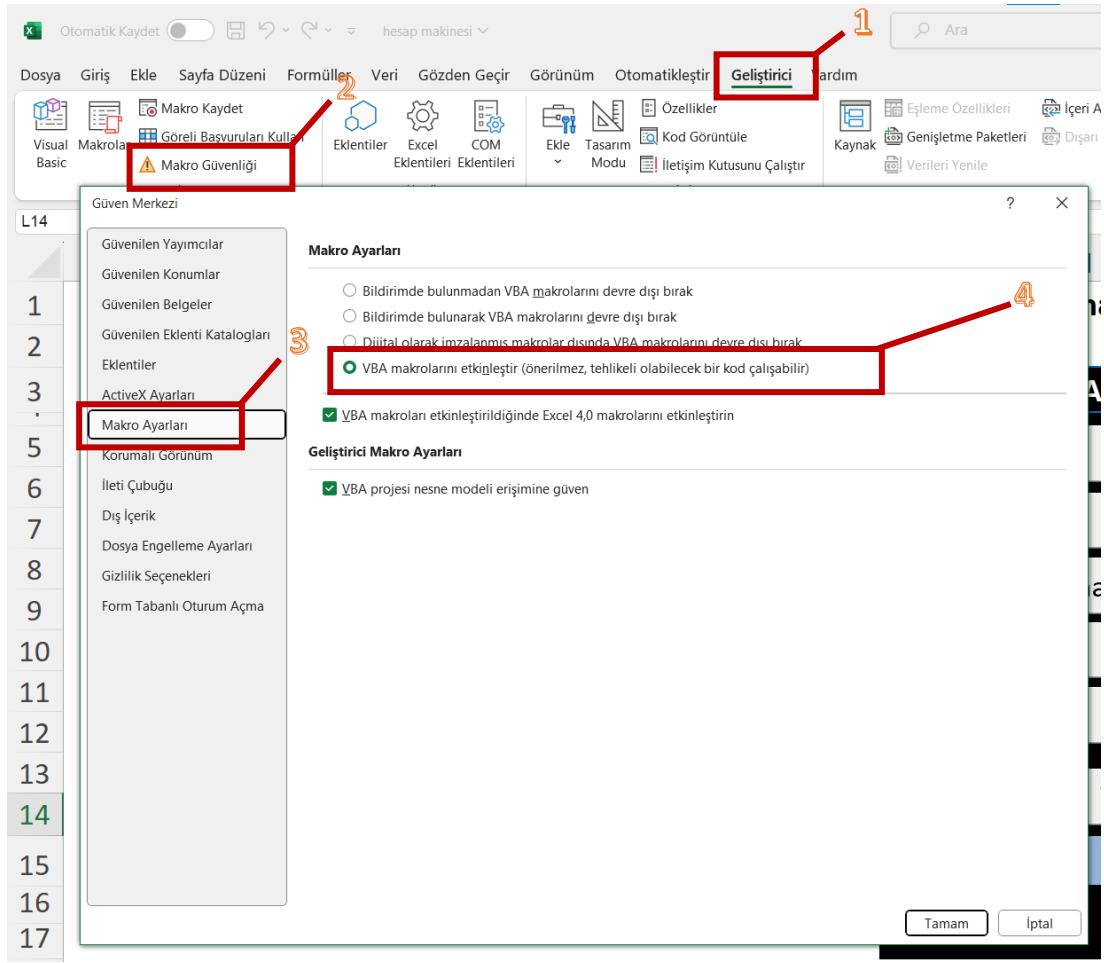 Otomatik Kaydet
hesap makinesi
Ara
1
Dosya Giriş Ekle Sayfa Düzeni Formüller Veri Gözden Geçir Görünüm Otomatikleştir Geliştirici Yardım
2
Visual Basic
Makrolar
Makro Kaydet
Göreli Başvuruları Kullan
Makro Güvenliği
Eklentiler
Excel Eklentileri
COM Eklentileri
Ekle
Tasarım Modu
Özellikler
Kod Görüntüle
İletişim Kutusunu Çalıştır
Kaynak
Eşleme Özellikleri
Genişletme Paketleri
Verileri Yenile
İçeri A
Dışarı
L14
Güven Merkezi
?
Güvenilen Yayımcılar
Güvenilen Konumlar
Güvenilen Belgeler
Güvenilen Eklenti Katalogları
Eklentiler
ActiveX Ayarları
Makro Ayarları
Korumalı Görünüm
İleti Çubuğu
Dış İçerik
Dosya Engelleme Ayarları
Gizlilik Seçenekleri
Form Tabanlı Oturum Açma
3
Makro Ayarları
Bildirimde bulunmadan VBA makrolarını devre dışı bırak
Bildirimde bulunarak VBA makrolarını devre dışı bırak
Dijital olarak imzalanmış makrolar dışında VBA makrolarını devre dışı bırak
VBA makrolarını etkinleştir (önerilmez, tehlikeli olabilecek bir kod çalışabilir)
4
VBA makroları etkinleştirildiğinde Excel 4,0 makrolarını etkinleştirin
Geliştirici Makro Ayarları
VBA projesi nesne modeli erişimine güven
Tamam
İptal
1
2
3
5
6
7
8
9
10
11
12
13
14
15
16
17